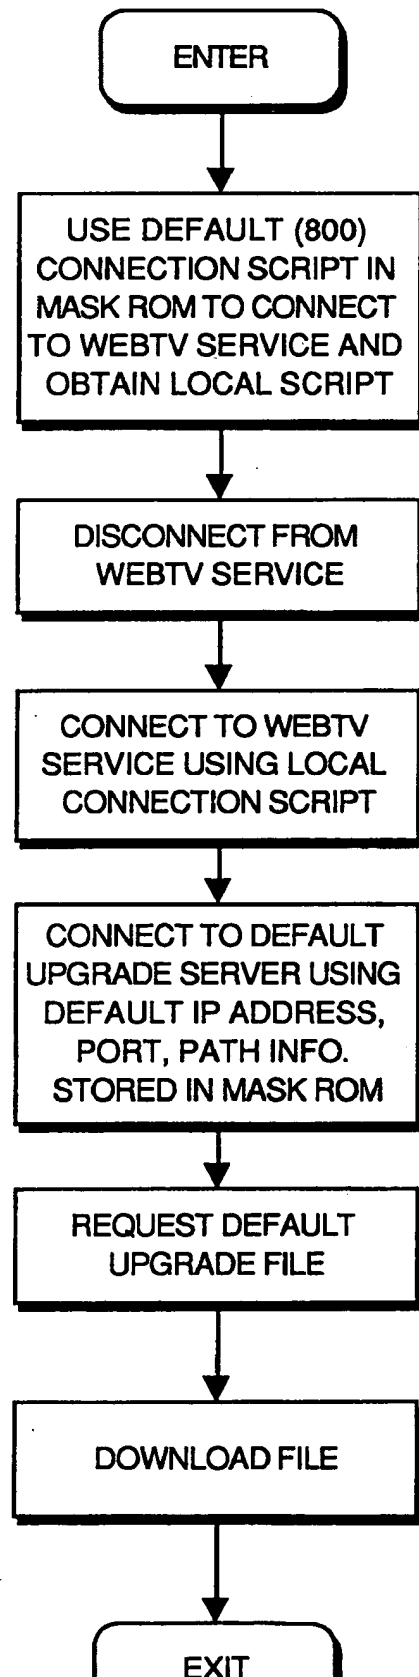 ENTER
USE DEFAULT (800)
CONNECTION SCRIPT IN
MASK ROM TO CONNECT
TO WEBTV SERVICE AND
OBTAIN LOCAL SCRIPT
DISCONNECT FROM
WEBTV SERVICE
CONNECT TO WEBTV
SERVICE USING LOCAL
CONNECTION SCRIPT
CONNECT TO DEFAULT
UPGRADE SERVER USING
DEFAULT IP ADDRESS,
PORT, PATH INFO.
STORED IN MASK ROM
REQUEST DEFAULT
UPGRADE FILE
DOWNLOAD FILE
EXIT